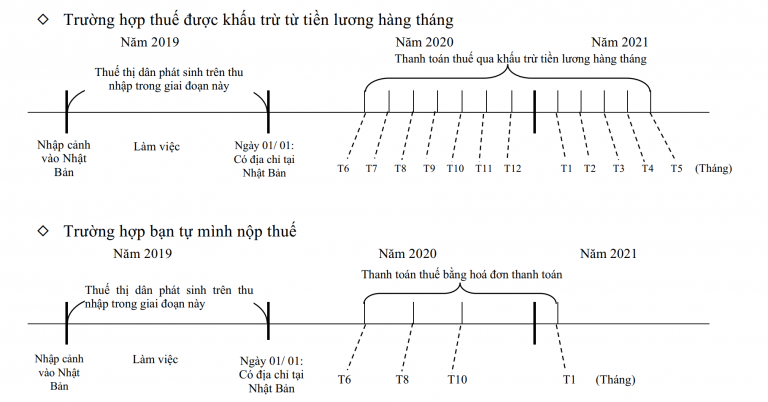 ◇ Trường hợp thuế được khấu trừ từ tiền lương hàng tháng
Năm 2019
Năm 2020
Năm 2021
Thuế thị dân phát sinh trên thu
nhập trong giai đoạn này
Thanh toán thuế qua khấu trừ tiền lương hàng tháng
Nhập cảnh
vào Nhật
Bản
Làm việc
Ngày 01/ 01:
Có địa chỉ tại
Nhật Bản
T6 T7 T8 T9 T10 T11 T12 T1 T2 T3 T4 T5 (Tháng)
◇ Trường hợp bạn tự mình nộp thuế
Năm 2019
Năm 2020
Năm 2021
Thuế thị dân phát sinh trên thu
nhập trong giai đoạn này
Thanh toán thuế bằng hoá đơn thanh toán
Nhập cảnh
vào Nhật
Bản
Làm việc
Ngày 01/ 01:
Có địa chỉ tại
Nhật Bản
T6 T8 T10 T1 (Tháng)